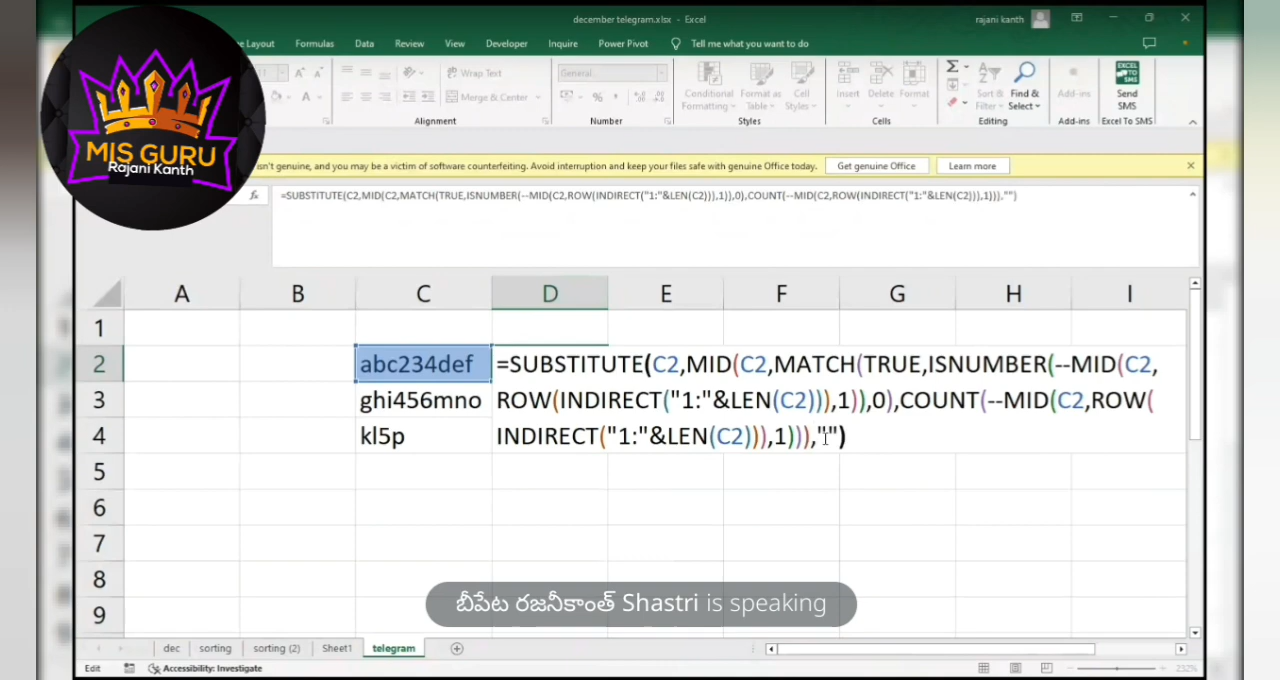 december telegram.xlsx - Excel
rajani kanth
e Layout Formulas Data Review View Developer Inquire Power Pivot Tell me what you want to do
MIS GURU
Rajani Kanth
Wrap Text
Merge & Center
General
Conditional Formatting
Format as Table
Cell Styles
Insert Delete Format
Sort & Filter
Find & Select
Add-ins
EXCEL TO SMS
Send SMS
Alignment Number Styles Cells Editing Add-ins Excel To SMS
isn't genuine, and you may be a victim of software counterfeiting. Avoid interruption and keep your files safe with genuine Office today. Get genuine Office Learn more
fx =SUBSTITUTE(C2,MID(C2,MATCH(TRUE,ISNUMBER(--MID(C2,ROW(INDIRECT("1:"&LEN(C2))),1)),0),COUNT(--MID(C2,ROW(INDIRECT("1:"&LEN(C2))),1))),"")
A B C D E F G H I
1
2 abc234def =SUBSTITUTE(C2,MID(C2,MATCH(TRUE,ISNUMBER(--MID(C2,
3 ghi456mno ROW(INDIRECT("1:"&LEN(C2))),1)),0),COUNT(--MID(C2,ROW(
4 kl5p INDIRECT("1:"&LEN(C2))),1))),"")
5
6
7
8
9
బీపేట రజనీకాంత్ Shastri is speaking
dec sorting sorting (2) Sheet1 telegram
Edit Accessibility: Investigate 232%